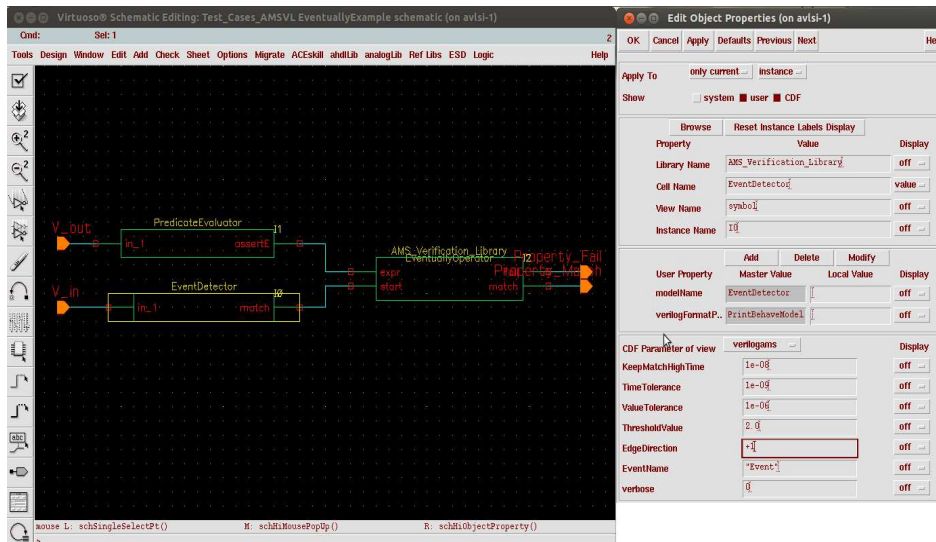 Virtuoso® Schematic Editing: Test_Cases_AMSVL EventuallyExample schematic (on avlsi-1)
Cmd: Sel: 1 2
Tools Design Window Edit Add Check Sheet Options Migrate ACEskill ahdlLib analogLib Ref Libs ESD Logic Help
V_out
PredicateEvaluator
I1
in_1 assertE
V_in
EventDetector
I0
in_1 match
AMS_Verification_Library
EventuallyOperator
I2
expr
start match
Property_Fail
Property_Match
abc
mouse L: schSingleSelectPt() M: schHiMousePopUp() R: schHiObjectProperty()
>
Edit Object Properties (on avlsi-1)
OK Cancel Apply Defaults Previous Next He
Apply To only current instance
Show system user CDF
Browse Reset Instance Labels Display
Property Value Display
Library Name AMS_Verification_Library off
Cell Name EventDetector value
View Name symbol off
Instance Name I0 off
Add Delete Modify
User Property Master Value Local Value Display
modelName EventDetector off
verilogFormatP.. PrintBehaveModel off
CDF Parameter of view verilogams Display
KeepMatchHighTime 1e-08 off
TimeTolerance 1e-09 off
ValueTolerance 1e-06 off
ThresholdValue 2.0 off
EdgeDirection +1 off
EventName "Event" off
verbose 0 off